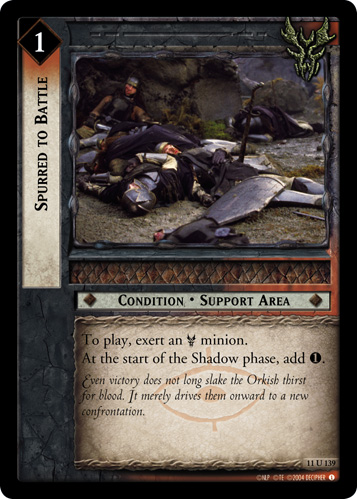 1
Spurred to Battle
Condition • Support Area
To play, exert an minion.
At the start of the Shadow phase, add 1.
Even victory does not long slake the Orkish thirst
for blood. It merely drives them onward to a new
confrontation.
11 U 139
©NLP ©TE ©2004 DECIPHER